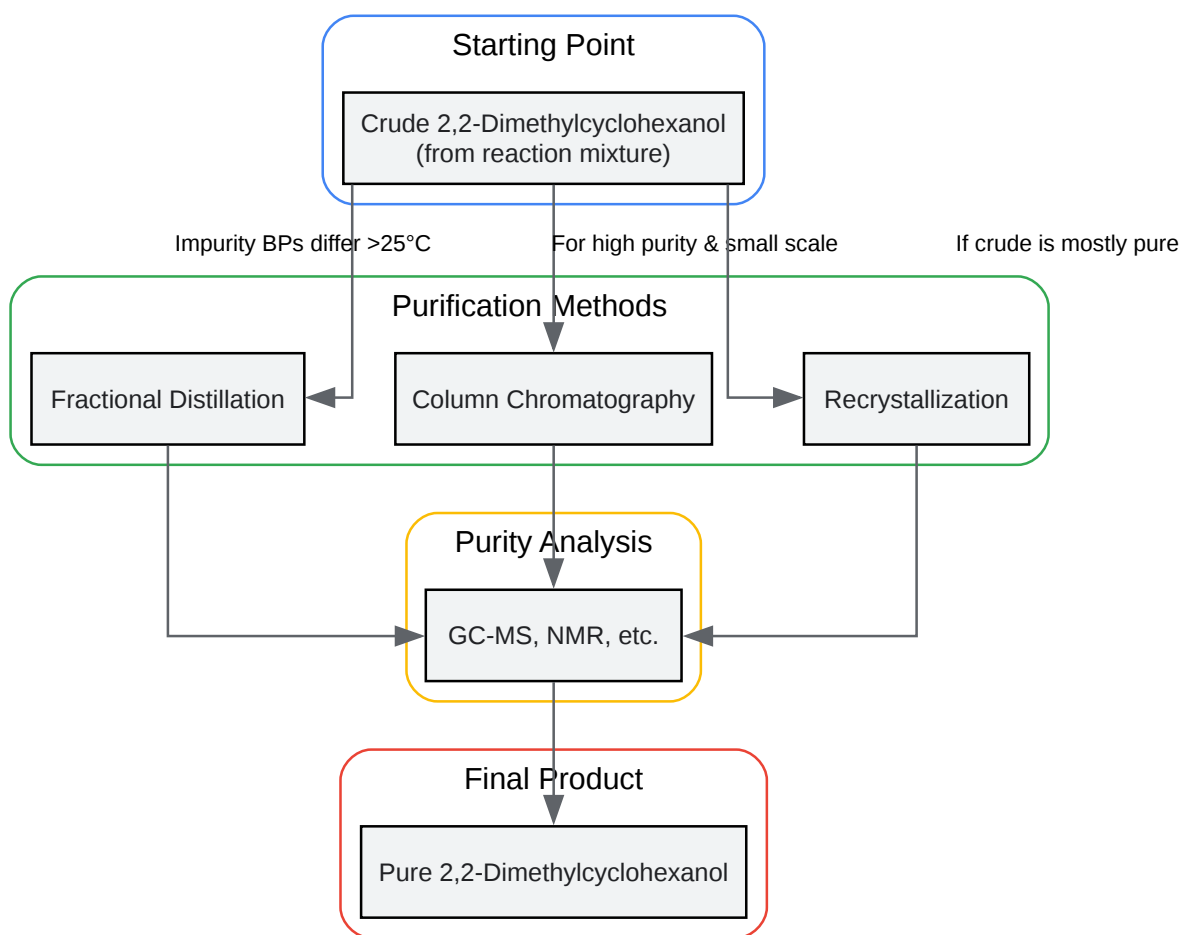 Starting Point
Crude 2,2-Dimethylcyclohexanol
(from reaction mixture)
Impurity BPs differ >25°C
For high purity & small scale
If crude is mostly pure
Purification Methods
Fractional Distillation
Column Chromatography
Recrystallization
Purity Analysis
GC-MS, NMR, etc.
Final Product
Pure 2,2-Dimethylcyclohexanol